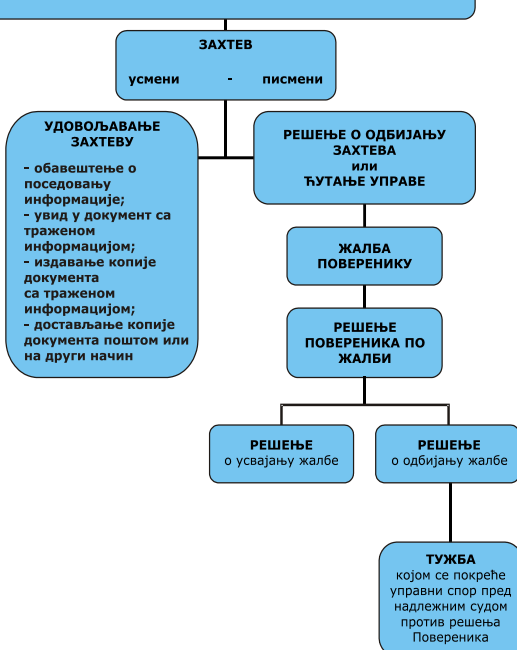 ЗАХТЕВ
усмени - писмени
УДОВОЉАВАЊЕ
ЗАХТЕВУ
- обавештење о
поседовању
информације;
- увид у документ са
траженом
информацијом;
- издавање копије
документа
са траженом
информацијом;
- достављање копије
документа поштом или
на други начин
РЕШЕЊЕ О ОДБИЈАЊУ
ЗАХТЕВА
или
ЋУТАЊЕ УПРАВЕ
ЖАЛБА
ПОВЕРЕНИКУ
РЕШЕЊЕ
ПОВЕРЕНИКА ПО
ЖАЛБИ
РЕШЕЊЕ
о усвајању жалбе
РЕШЕЊЕ
о одбијању жалбе
ТУЖБА
којом се покреће
управни спор пред
надлежним судом
против решења
Повереника